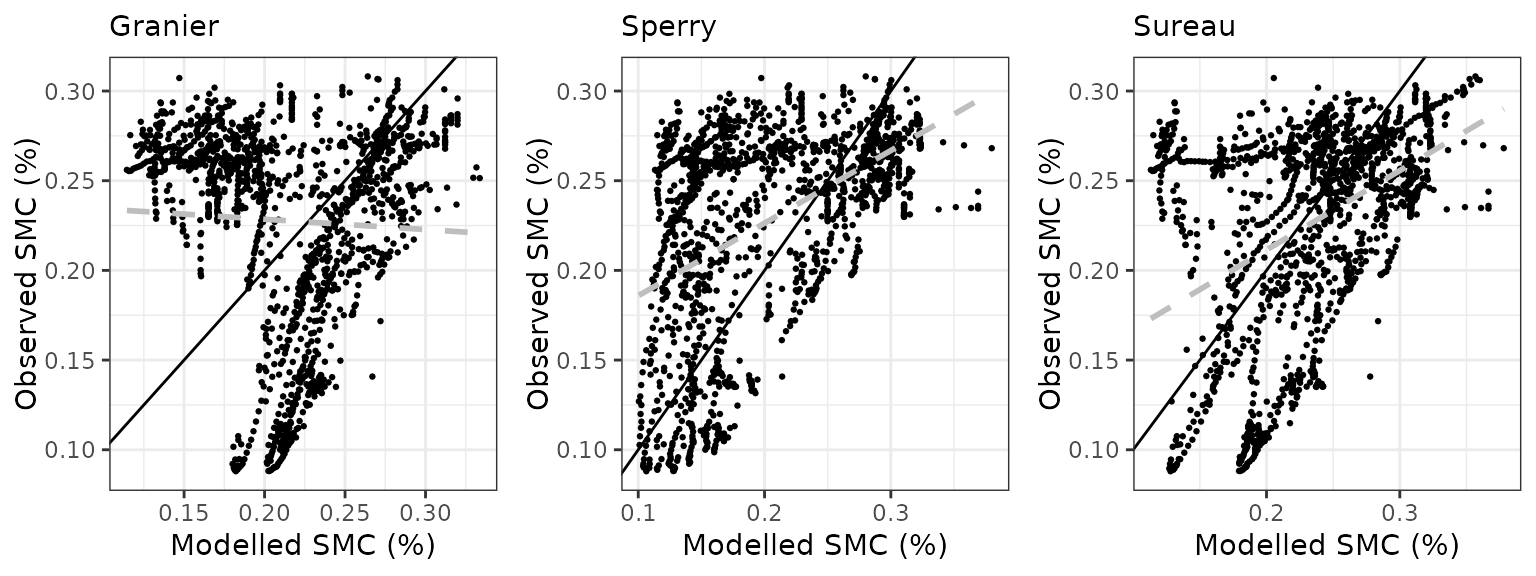 Granier
Observed SMC (%)
0.30
0.25
0.20
0.15
0.10
0.15 0.20 0.25 0.30
Modelled SMC (%)
Sperry
Observed SMC (%)
0.30
0.25
0.20
0.15
0.10
0.1 0.2 0.3
Modelled SMC (%)
Sureau
Observed SMC (%)
0.30
0.25
0.20
0.15
0.10
0.2 0.3
Modelled SMC (%)